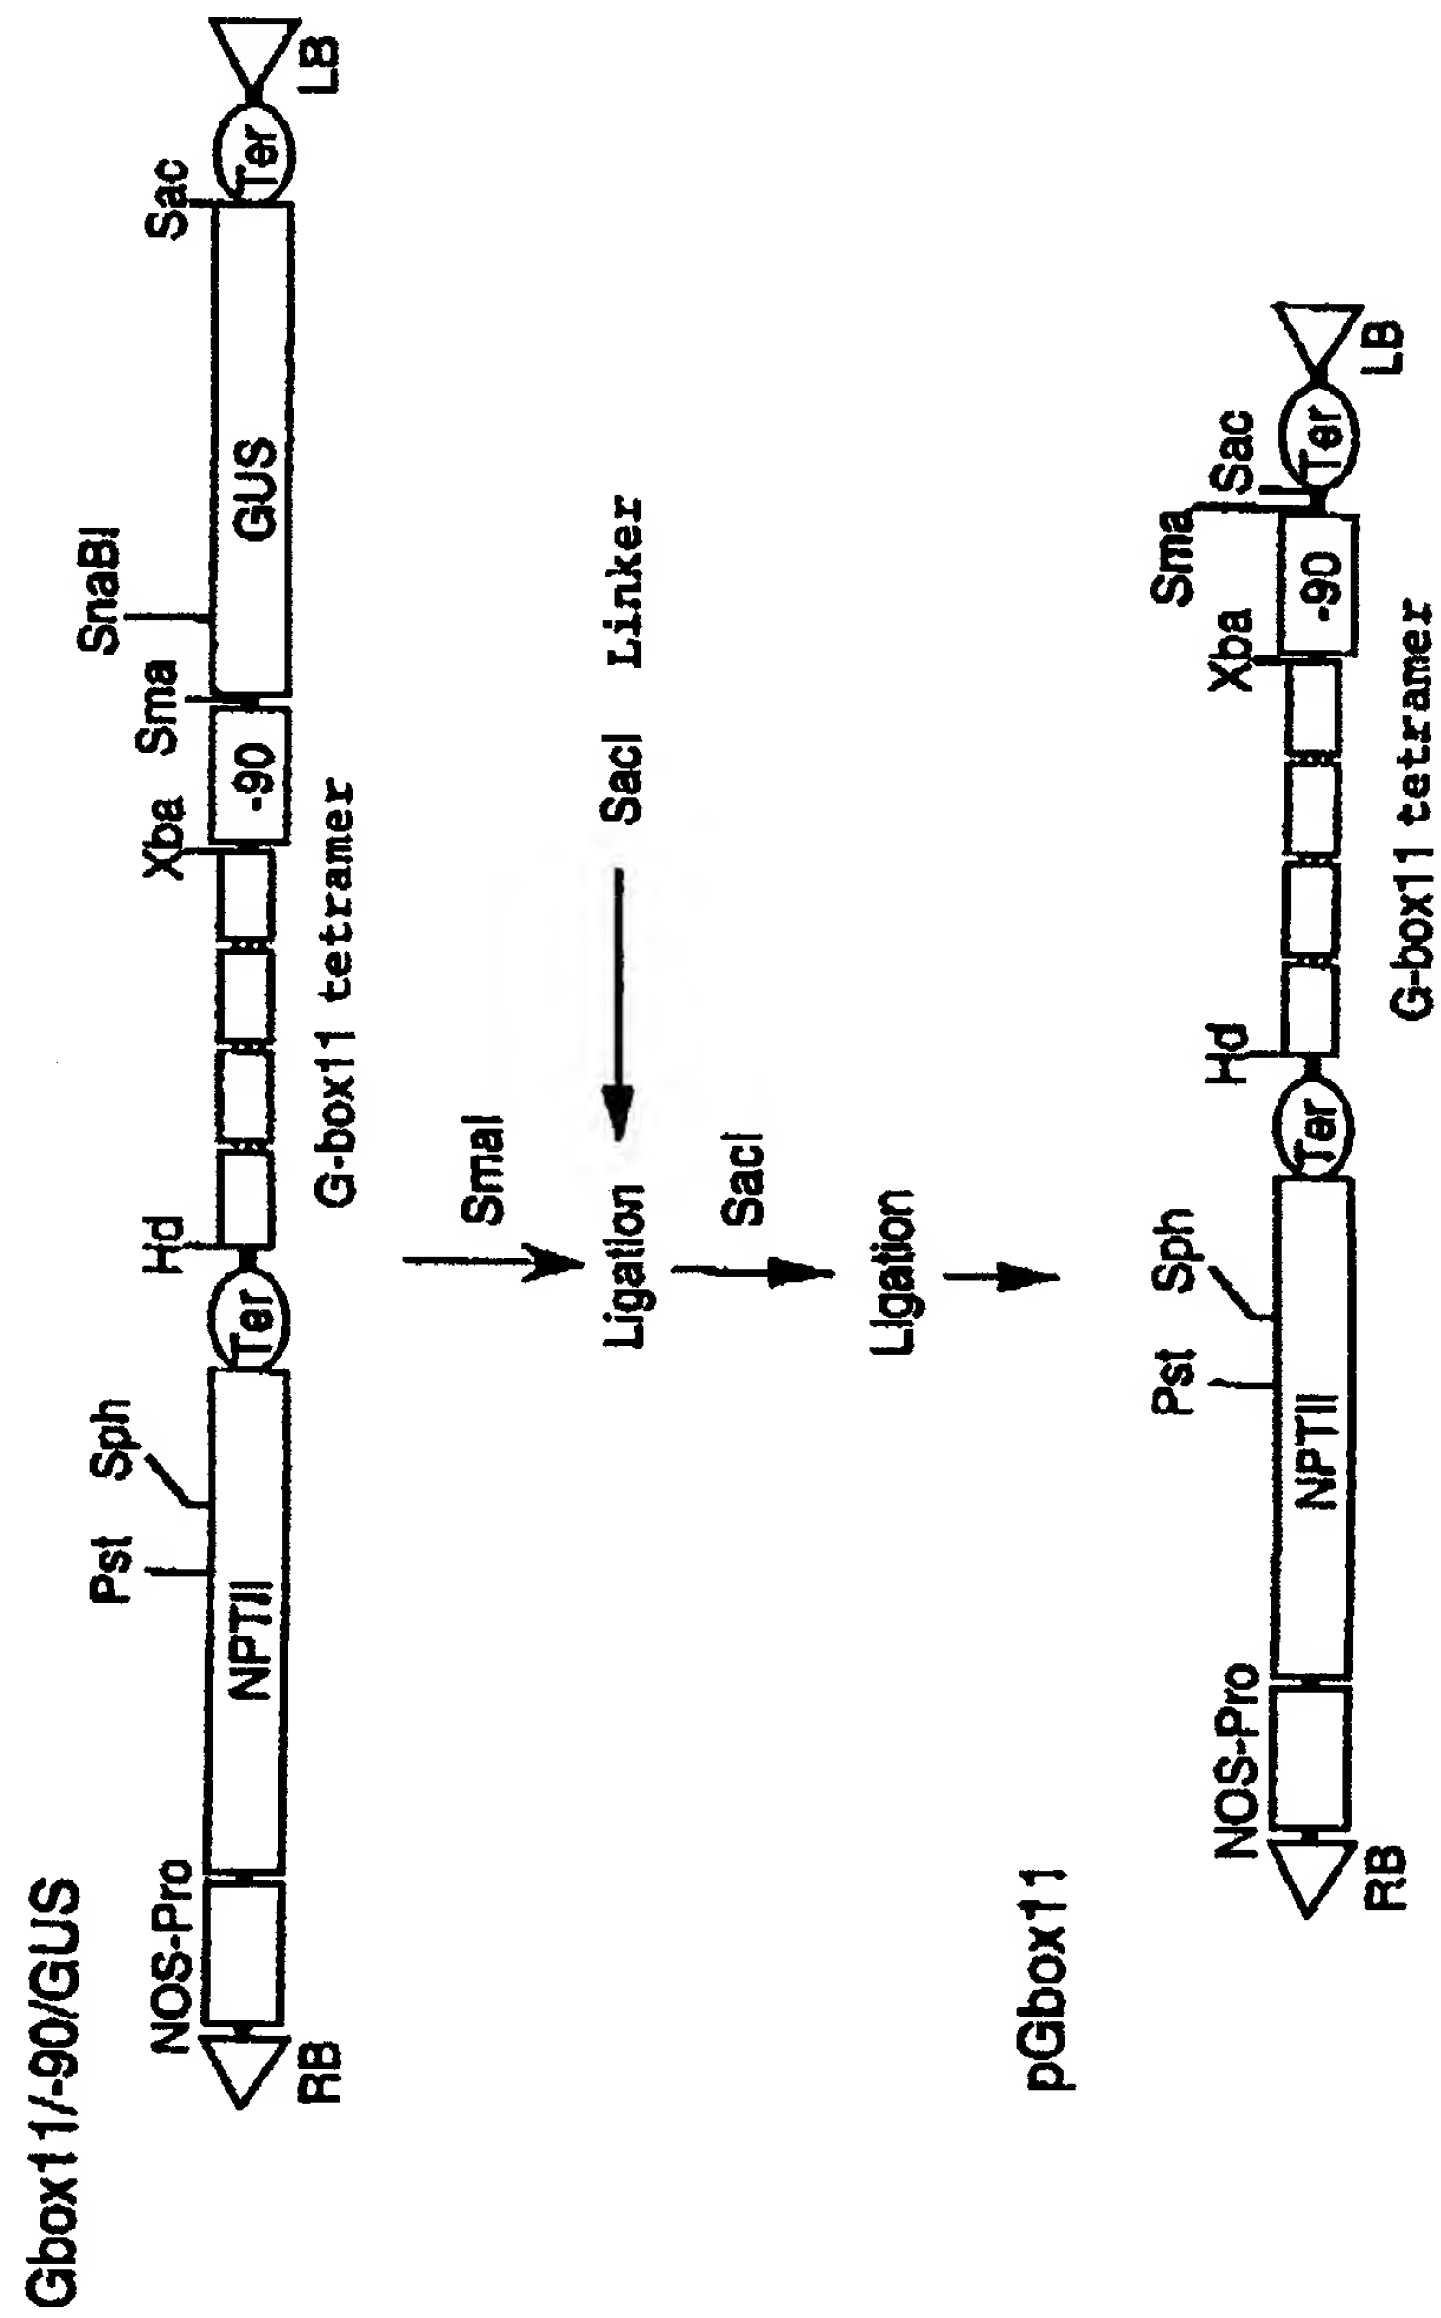 Gbox11/-90/GUS
SnaBI
Pst Sph
Hd
Xba Sma
Sac
NOS-Pro
NPTII
Ter
-90
GUS
Ter
RB
G-box11 tetramer
LB
SmaI
Ligation
SacI Linker
SacI
Ligation
pGbox11
Pst Sph
Sma
NOS-Pro
Hd
Xba
Sac
NPTII
Ter
-90
Ter
RB
G-box11 tetramer
LB